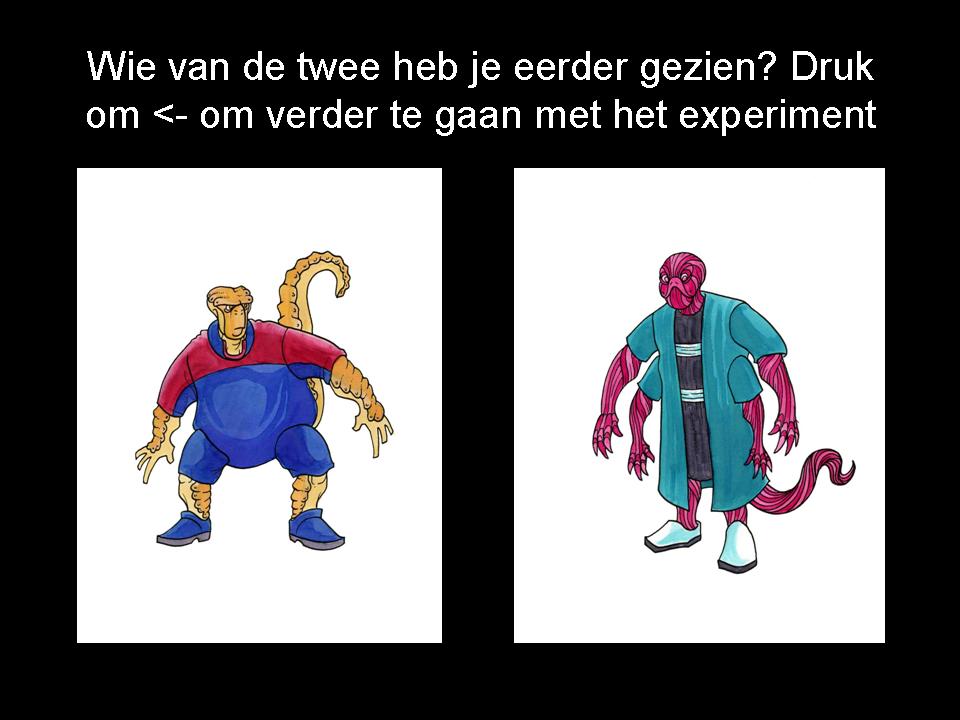 Wie van de twee heb je eerder gezien? Druk
om <- om verder te gaan met het experiment